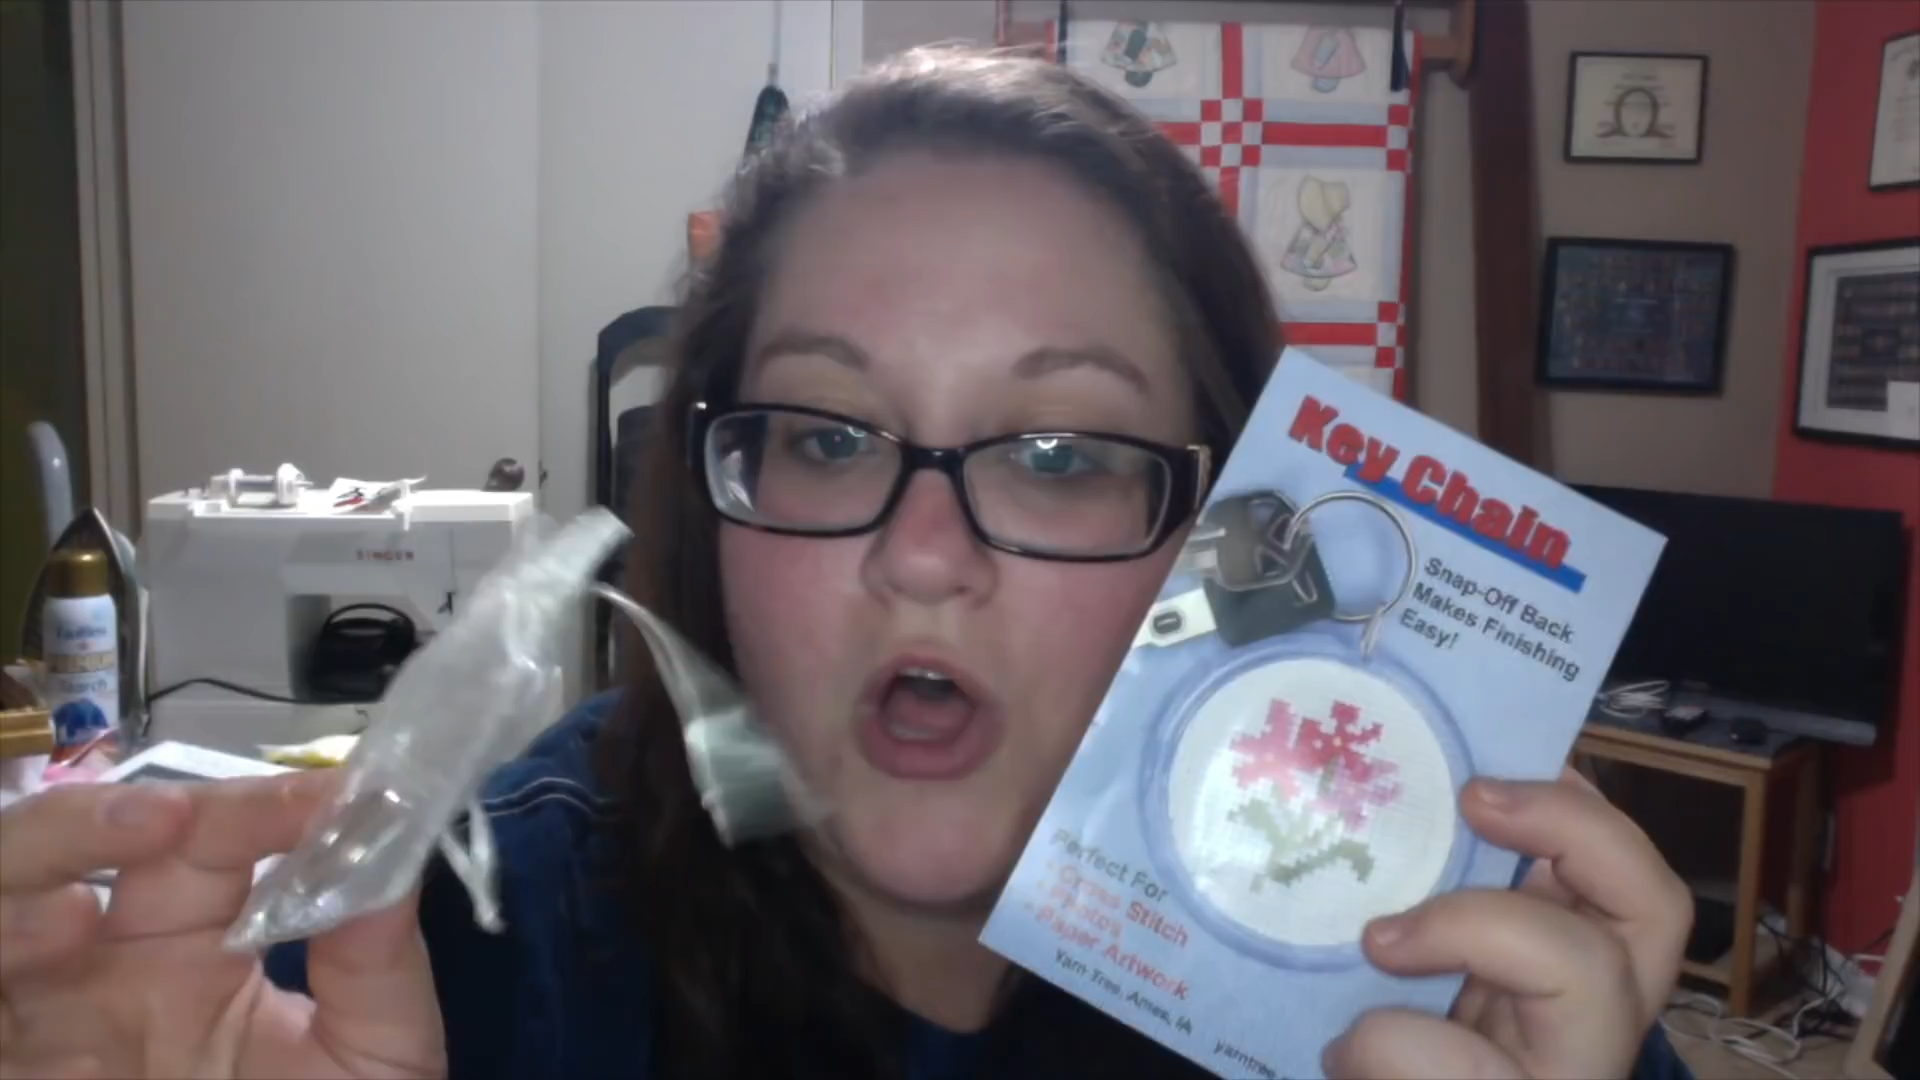 SINGER
Key Chain
Snap-Off Back
Makes Finishing
Easy!
Perfect For
- Cross Stitch
- Photos
- Paper Artwork
Yarn Tree, Ames, IA
yarntree